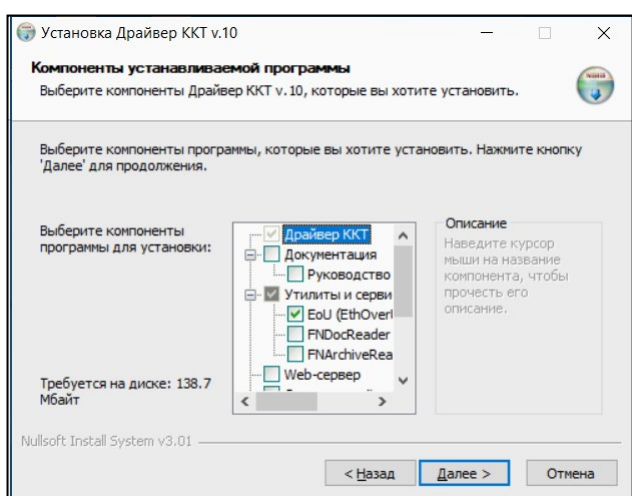 Установка Драйвер ККТ v.10
Компоненты устанавливаемой программы
Выберите компоненты Драйвер ККТ v.10, которые вы хотите установить.
Выберите компоненты программы, которые вы хотите установить. Нажмите кнопку
'Далее' для продолжения.
Выберите компоненты
программы для установки:
Драйвер ККТ
Документация
Руководство
Утилиты и серви
EoU (EthOverl
FNDocReader
FNArchiveRea
Web-сервер
Описание
Наведите курсор
мыши на название
компонента, чтобы
прочесть его
описание.
Требуется на диске: 138.7
Мбайт
Nullsoft Install System v3.01
< Назад
Далее >
Отмена